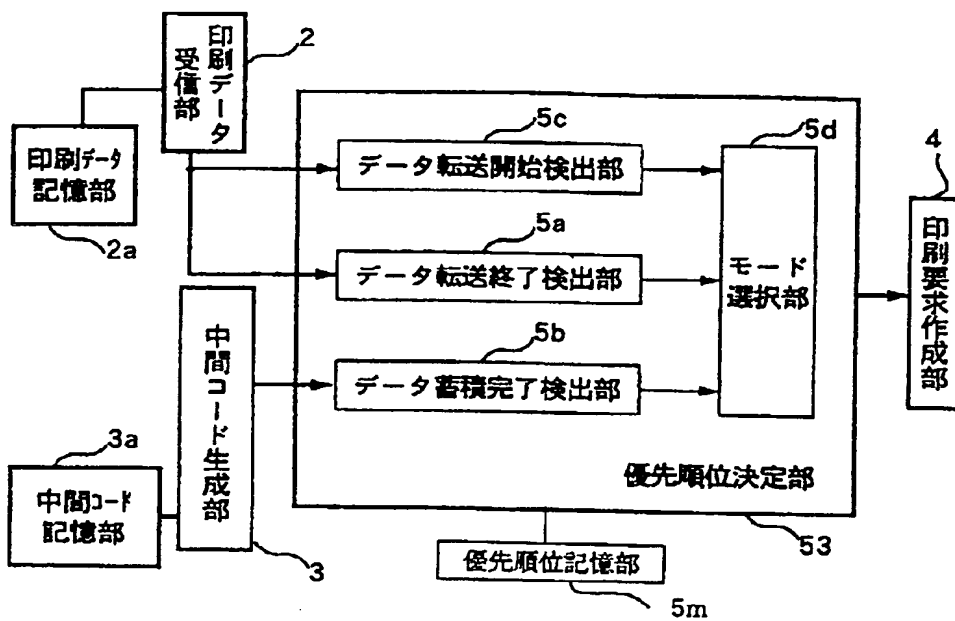 印刷データ
受信部
2
印刷データ
記憶部
2a
5c
データ転送開始検出部
5d
5a
データ転送終了検出部
モード
選択部
4
印刷要求作成部
中間コード生成部
5b
データ蓄積完了検出部
3a
中間コード
記憶部
3
優先順位決定部
53
優先順位記憶部
5m